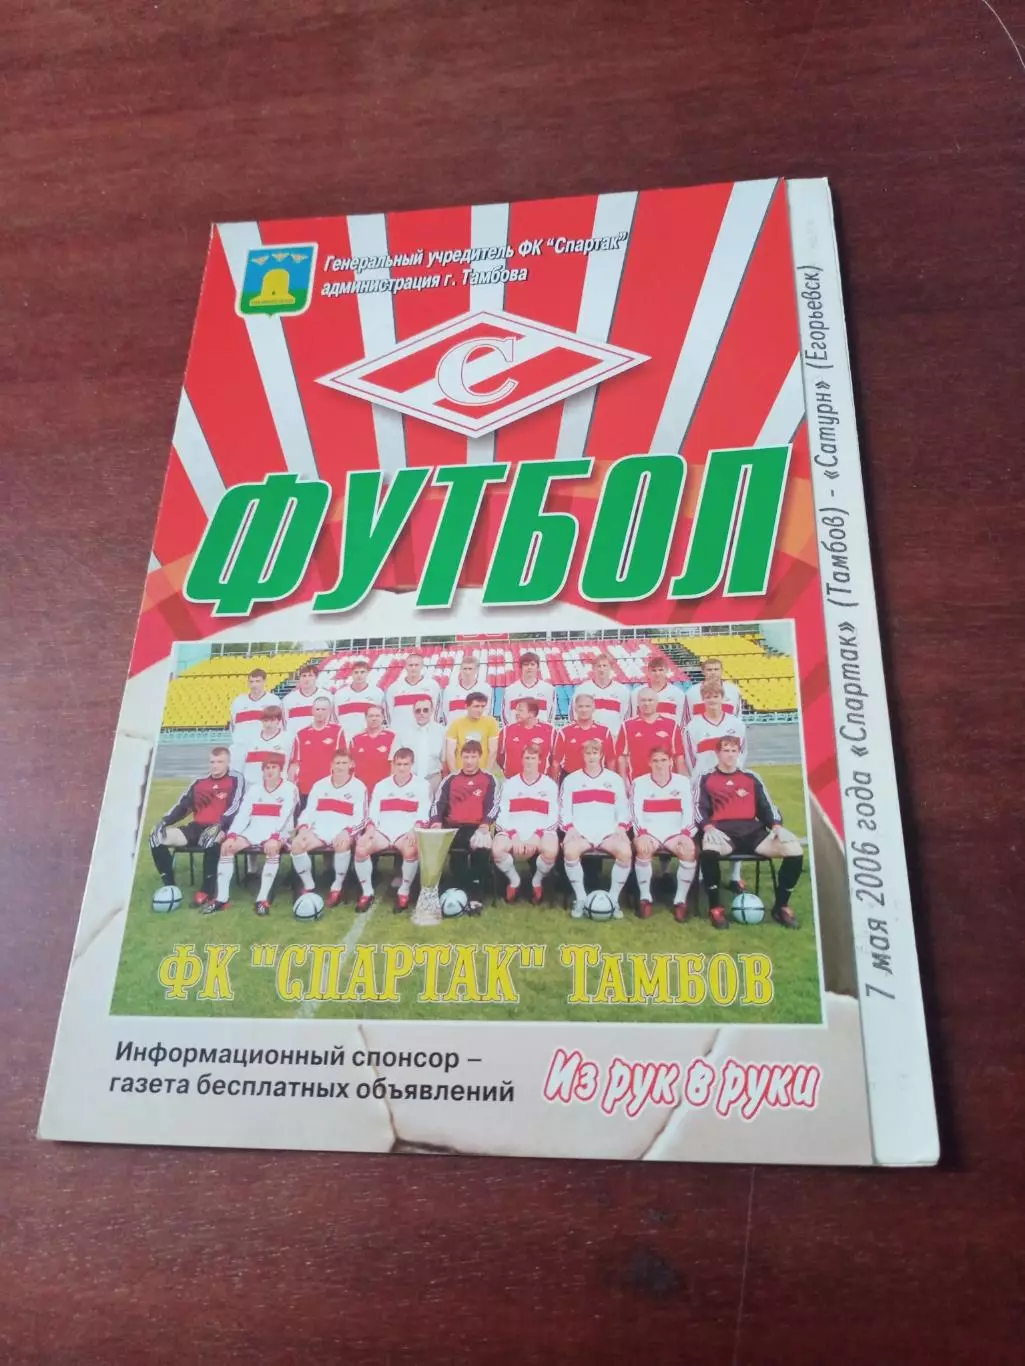 Генеральный учредитель ФК "Спартак"
администрация г. Тамбова
С
ФУТБОЛ
СПАРТАК
ФК "СПАРТАК" ТАМБОВ
Информационный спонсор –
газета бесплатных объявлений
Из рук в руки
7 мая 2006 года «Спартак» (Тамбов) - «Сатурн» (Егорьевск)